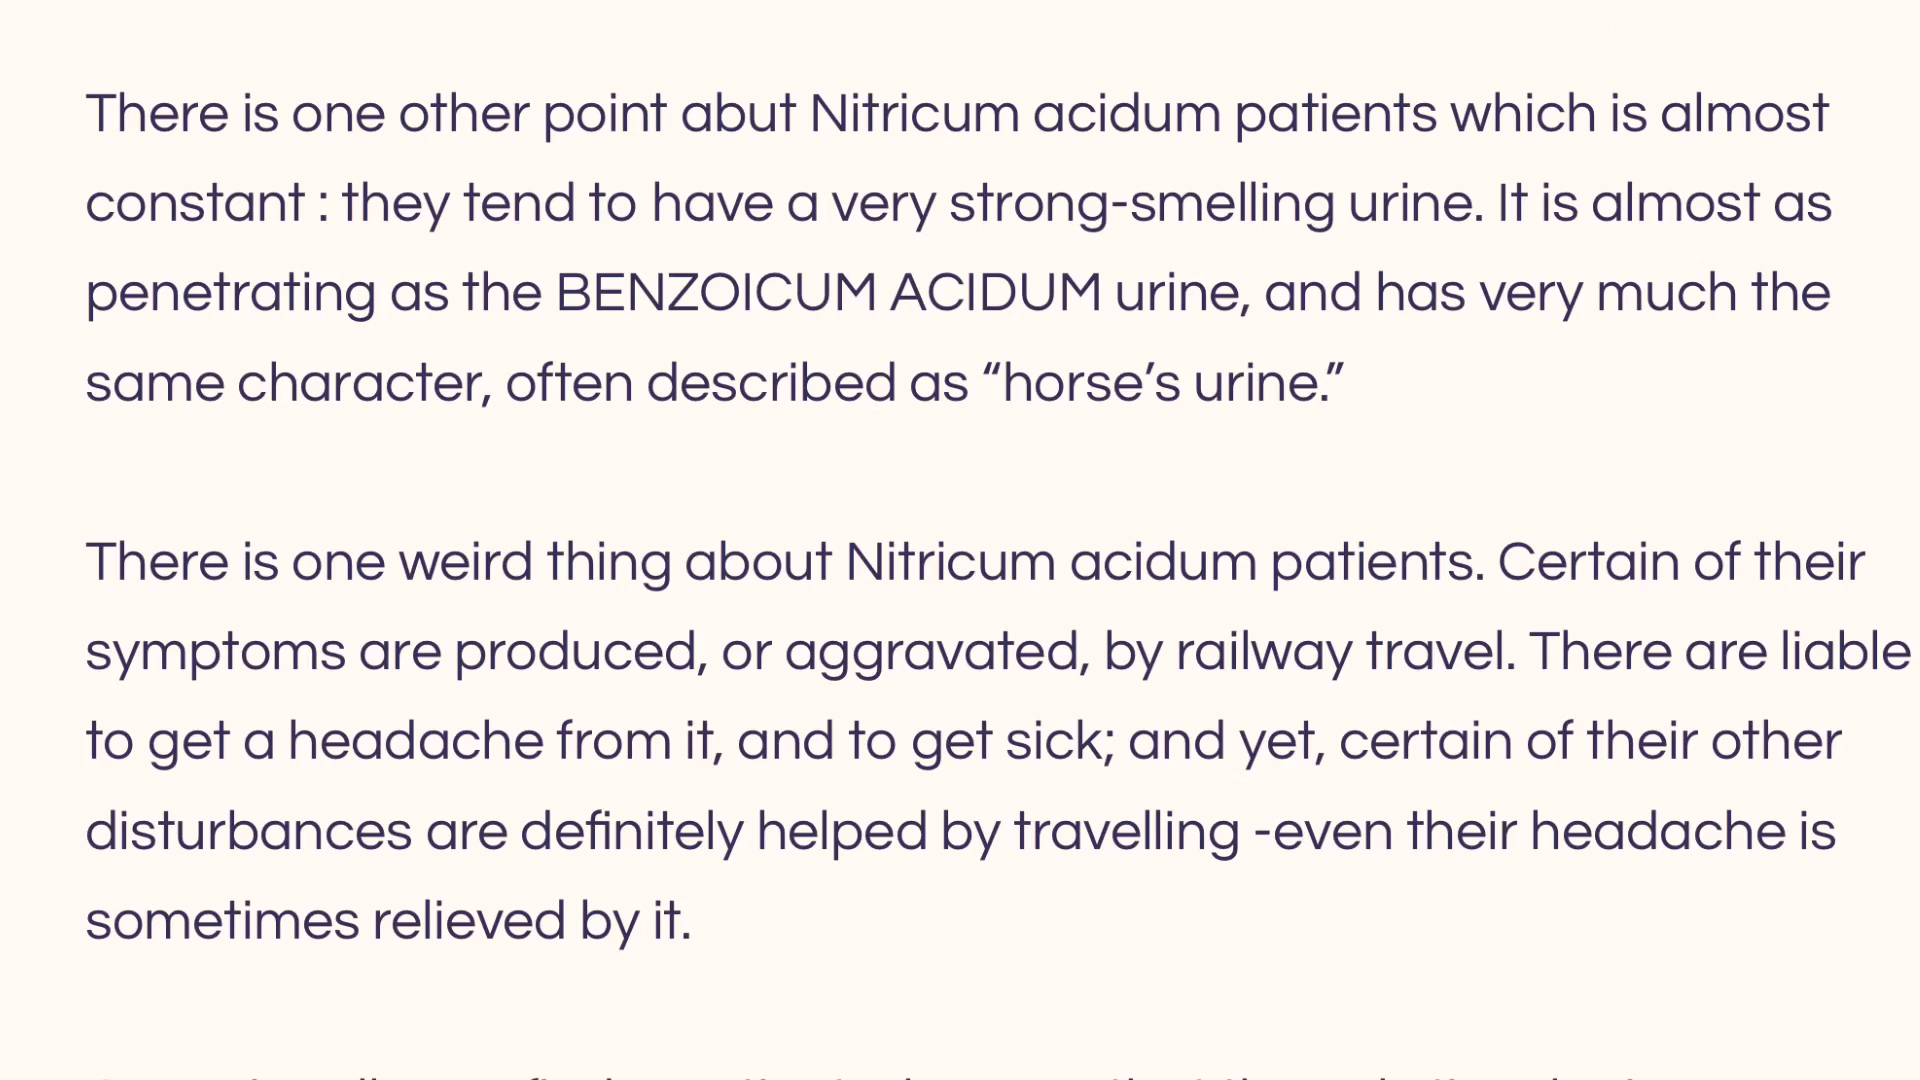 There is one other point abut Nitricum acidum patients which is almost
constant : they tend to have a very strong-smelling urine. It is almost as
penetrating as the BENZOICUM ACIDUM urine, and has very much the
same character, often described as “horse’s urine.”
There is one weird thing about Nitricum acidum patients. Certain of their
symptoms are produced, or aggravated, by railway travel. There are liable
to get a headache from it, and to get sick; and yet, certain of their other
disturbances are definitely helped by travelling -even their headache is
sometimes relieved by it.